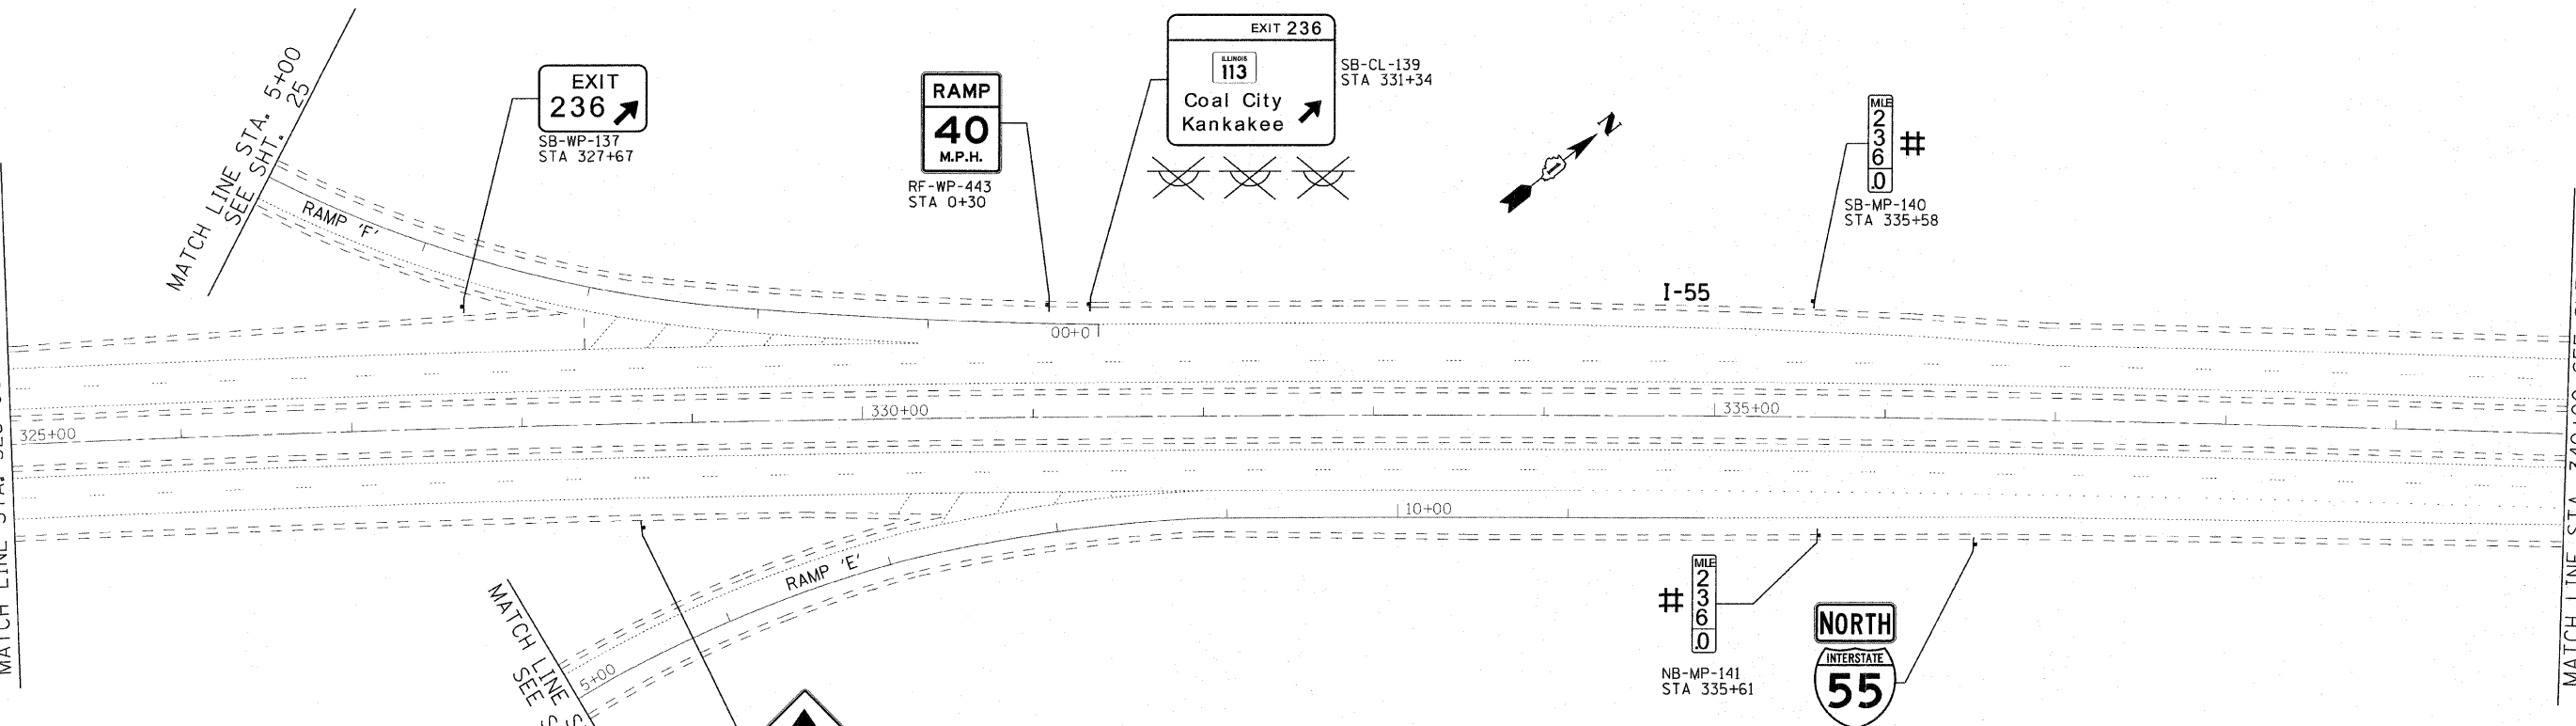 MATCH LINE STA. 5+00
SEE SHT. 25
EXIT
236
SB-WP-137
STA 327+67
RAMP
40
M.P.H.
RF-WP-443
STA 0+30
EXIT 236
ILLINOIS
113
Coal City
Kankakee
SB-CL-139
STA 331+34
N
MILE
2
3
6
.0
#
SB-MP-140
STA 335+58
RAMP 'F'
I-55
00+0
325+00
330+00
335+00
10+00
RAMP 'E'
5+00
MATCH LINE
SEE
#
MILE
2
3
6
.0
NB-MP-141
STA 335+61
NORTH
INTERSTATE
55
MATCH LINE STA.
MATCH LINE STA.